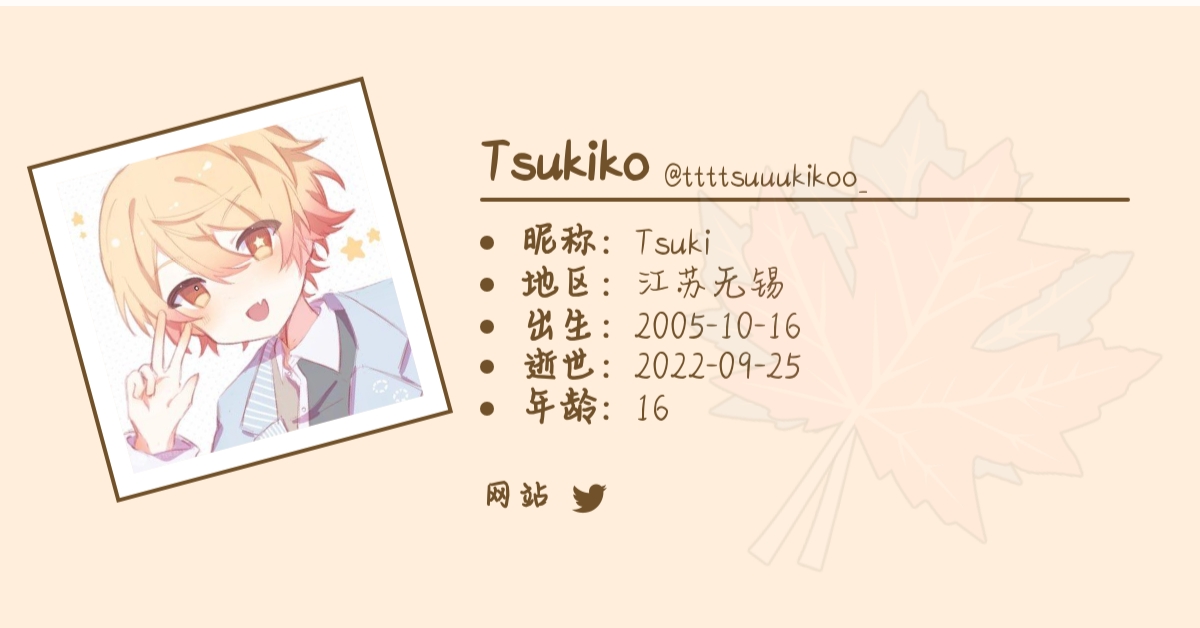 Tsukiko @ttttsuuukikoo_
昵称： Tsuki
地区： 江苏无锡
出生： 2005-10-16
逝世： 2022-09-25
年龄： 16
网站